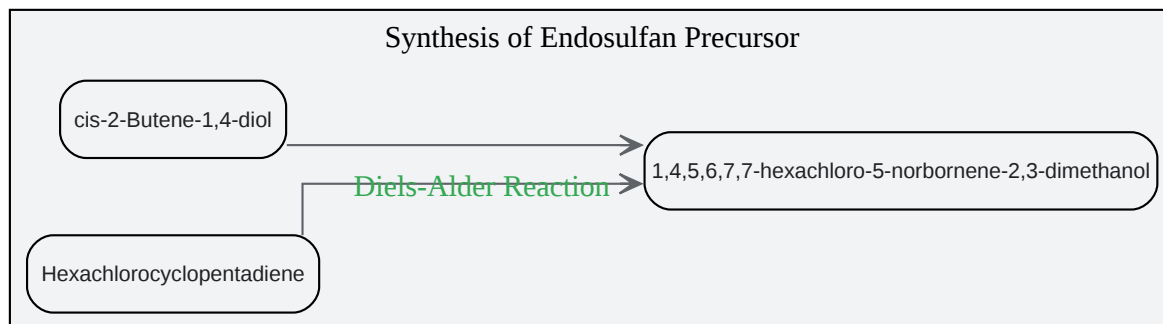 Synthesis of Endosulfan Precursor
cis-2-Butene-1,4-diol
1,4,5,6,7,7-hexachloro-5-norbornene-2,3-dimethanol
Diels-Alder Reaction
Hexachlorocyclopentadiene